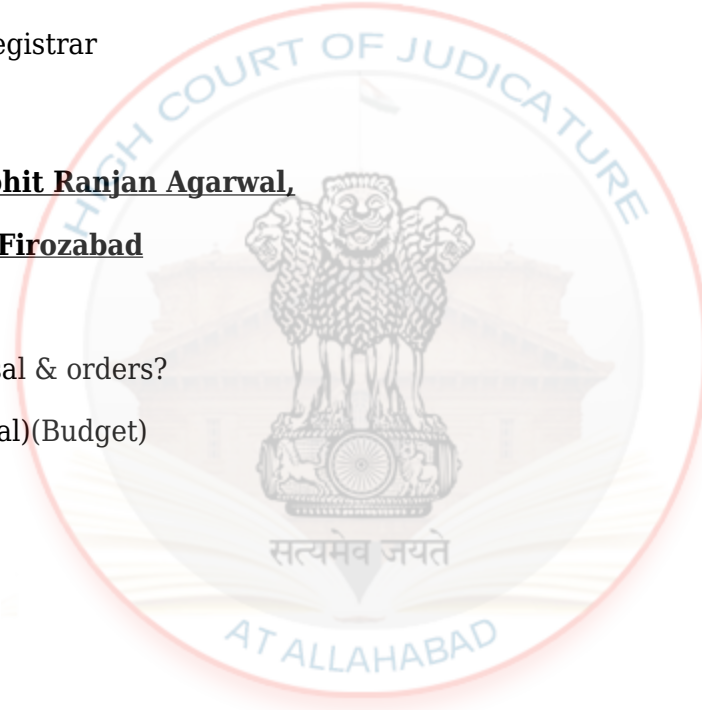 egistrar
HIGH COURT OF JUDICATURE
ohit Ranjan Agarwal,
Firozabad
al & orders?
al)(Budget)
सत्यमेव जयते
AT ALLAHABAD